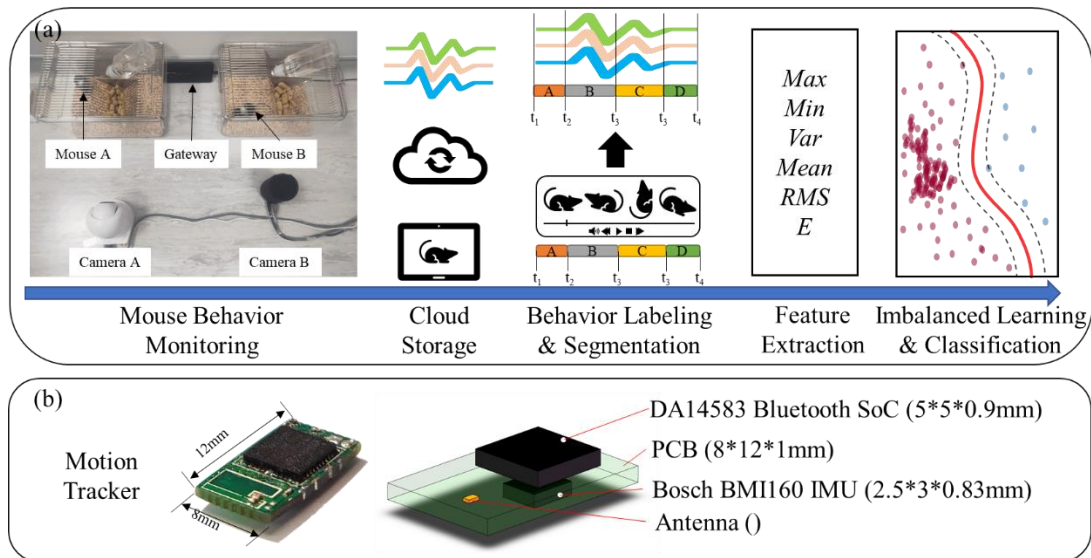 (a)
Mouse A
Gateway
Mouse B
Camera A
Camera B
A B C D
t1 t2 t3 t3 t4
A B C D
t1 t2 t3 t3 t4
Max
Min
Var
Mean
RMS
E
Mouse Behavior
Monitoring
Cloud
Storage
Behavior Labeling
& Segmentation
Feature
Extraction
Imbalanced Learning
& Classification
(b)
Motion
Tracker
12mm
8mm
DA14583 Bluetooth SoC (5*5*0.9mm)
PCB (8*12*1mm)
Bosch BMI160 IMU (2.5*3*0.83mm)
Antenna ()